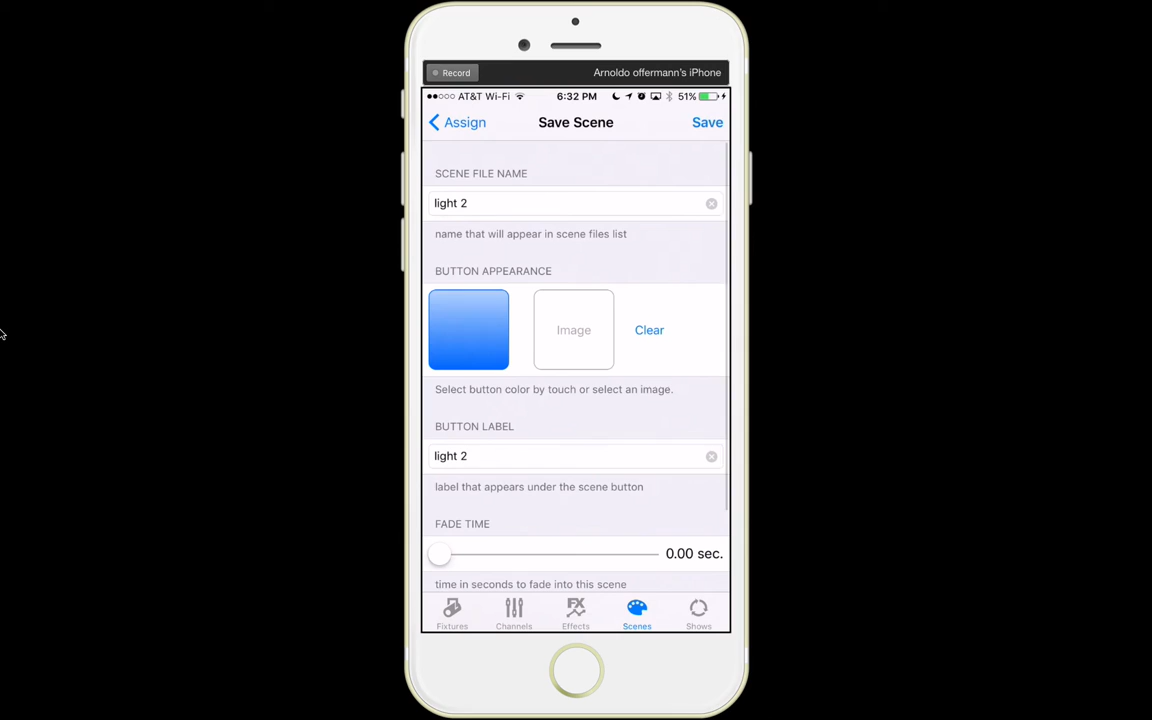 Record Arnoldo offermann's iPhone
AT&T Wi-Fi 6:32 PM 51%
Assign Save Scene Save
SCENE FILE NAME
light 2
name that will appear in scene files list
BUTTON APPEARANCE
Image Clear
Select button color by touch or select an image.
BUTTON LABEL
light 2
label that appears under the scene button
FADE TIME
0.00 sec.
time in seconds to fade into this scene
FX
Fixtures Channels Effects Scenes Shows